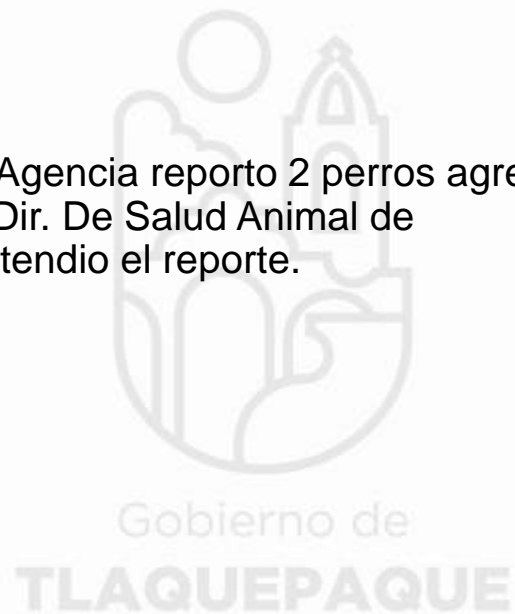 Agencia reporto 2 perros agre
Dir. De Salud Animal de
tendio el reporte.
Gobierno de
TLAQUEPAQUE